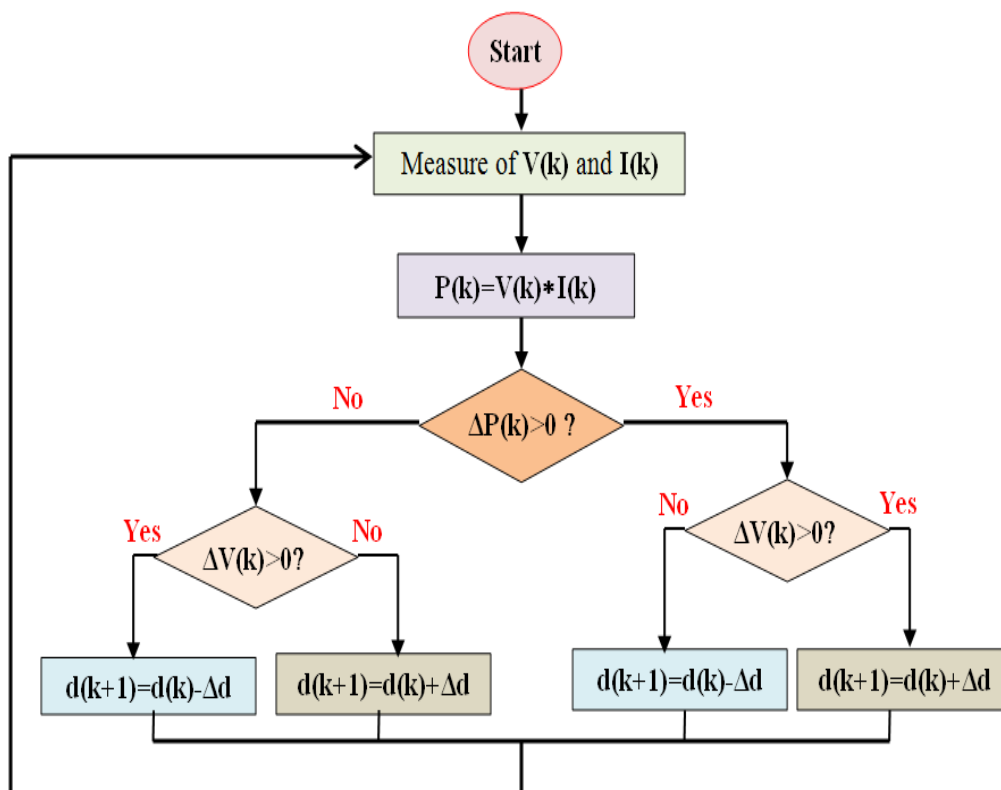 Start
Measure of V(k) and I(k)
P(k)=V(k)*I(k)
No
Yes
ΔP(k)>0 ?
Yes
No
ΔV(k)>0?
No
Yes
ΔV(k)>0?
d(k+1)=d(k)-Δd
d(k+1)=d(k)+Δd
d(k+1)=d(k)-Δd
d(k+1)=d(k)+Δd